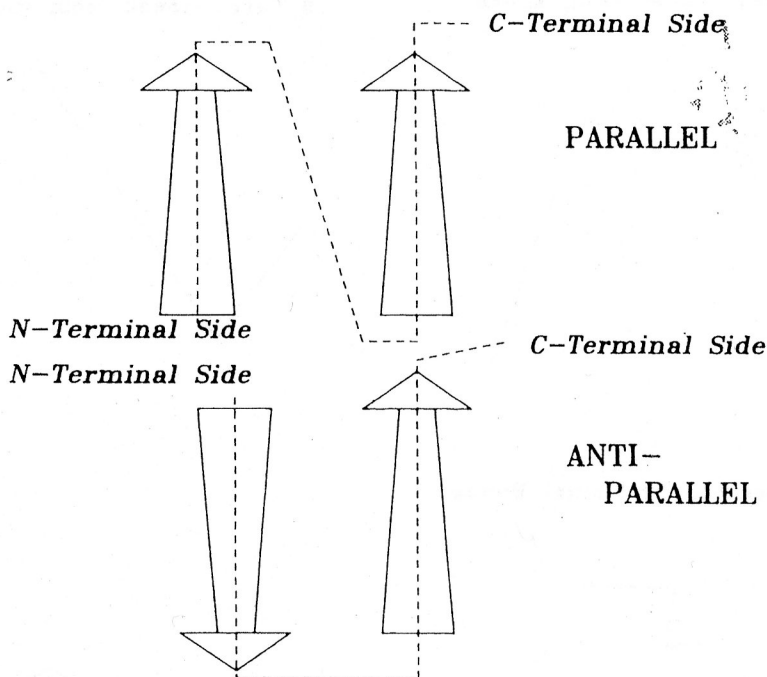 C-Terminal Side
PARALLEL
N-Terminal Side
N-Terminal Side
C-Terminal Side
ANTI-
PARALLEL